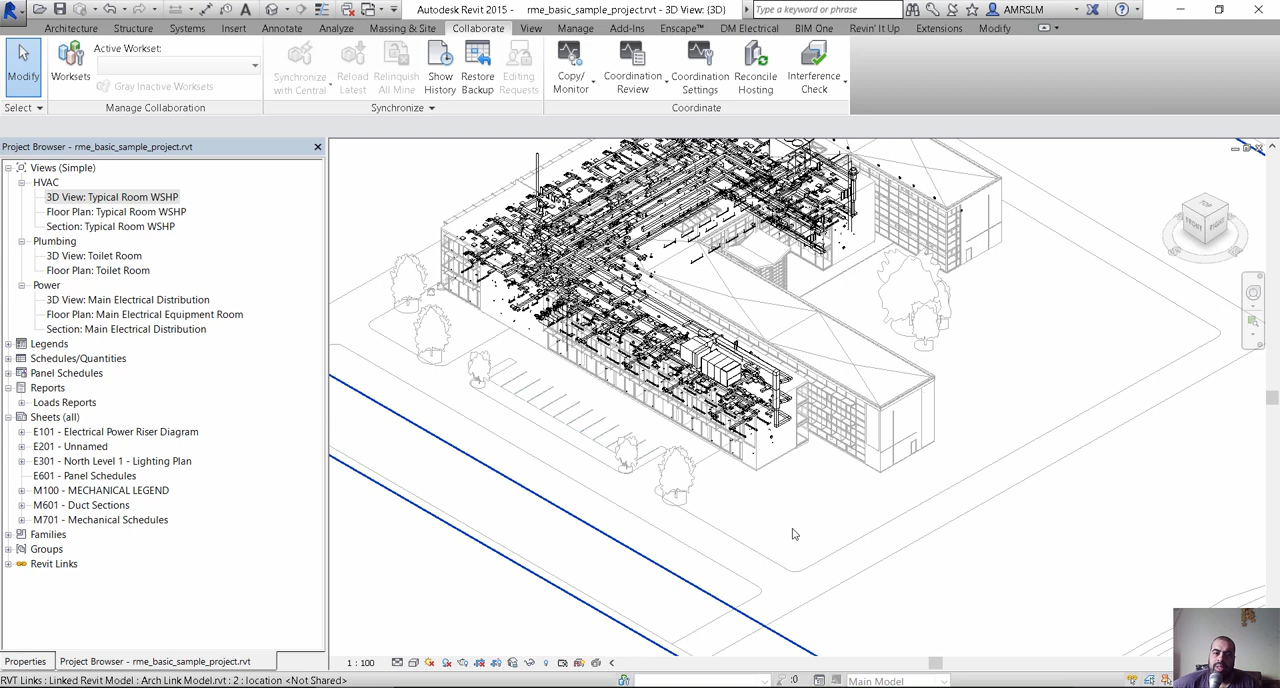 Autodesk Revit 2015 - rme_basic_sample_project.rvt - 3D View: {3D}
Type a keyword or phrase
AMRSLM
Architecture Structure Systems Insert Annotate Analyze Massing & Site Collaborate View Manage Add-Ins Enscape™ DM Electrical BIM One Revin' It Up Extensions Modify
Modify
Worksets
Active Workset:
Gray Inactive Worksets
Synchronize with Central
Reload Latest
Relinquish All Mine
Show History
Restore Backup
Editing Requests
Copy/ Monitor
Coordination Review
Coordination Settings
Reconcile Hosting
Interference Check
Select
Manage Collaboration
Synchronize
Coordinate
Project Browser - rme_basic_sample_project.rvt
Views (Simple)
HVAC
3D View: Typical Room WSHP
Floor Plan: Typical Room WSHP
Section: Typical Room WSHP
Plumbing
3D View: Toilet Room
Floor Plan: Toilet Room
Power
3D View: Main Electrical Distribution
Floor Plan: Main Electrical Equipment Room
Section: Main Electrical Distribution
Legends
Schedules/Quantities
Panel Schedules
Reports
Loads Reports
Sheets (all)
E101 - Electrical Power Riser Diagram
E201 - Unnamed
E301 - North Level 1 - Lighting Plan
E601 - Panel Schedules
M100 - MECHANICAL LEGEND
M601 - Duct Sections
M701 - Mechanical Schedules
Families
Groups
Revit Links
TOP
FRONT
RIGHT
Properties
Project Browser - rme_basic_sample_project.rvt
1 : 100
RVT Links : Linked Revit Model : Arch Link Model.rvt : 2 : location <Not Shared>
:0
Main Model